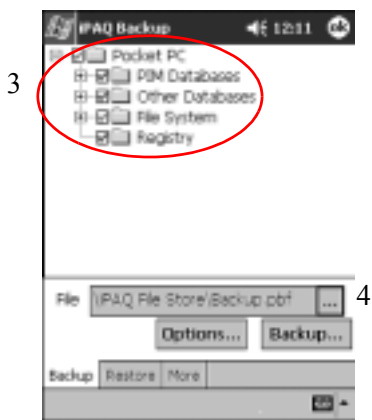 iPAQ Backup 12:11 ok
Pocket PC
3
PIM Databases
Other Databases
File System
Registry
File \iPAQ File Store\Backup.pbf ... 4
Options... Backup...
Backup Restore More